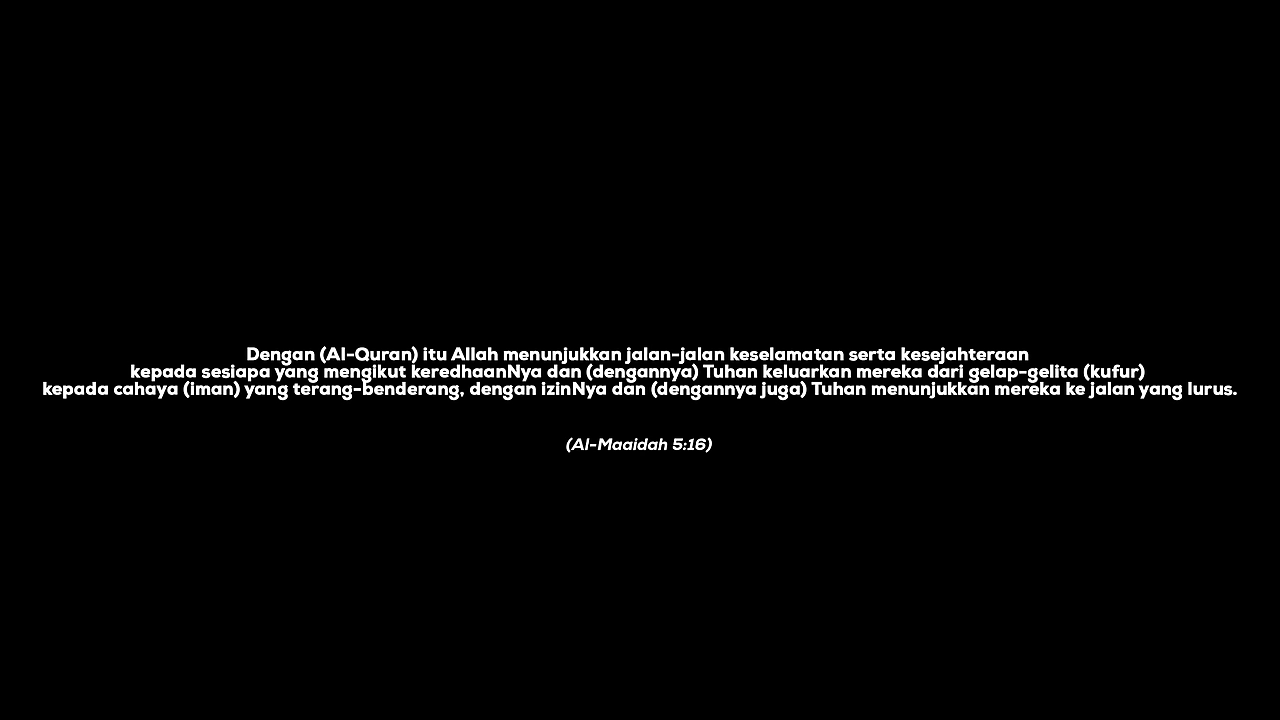 Dengan (Al-Quran) itu Allah menunjukkan jalan-jalan keselamatan serta kesejahteraan
kepada sesiapa yang mengikut keredhaanNya dan (dengannya) Tuhan keluarkan mereka dari gelap-gelita (kufur)
kepada cahaya (iman) yang terang-benderang, dengan izinNya dan (dengannya juga) Tuhan menunjukkan mereka ke jalan yang lurus.
(Al-Maaidah 5:16)